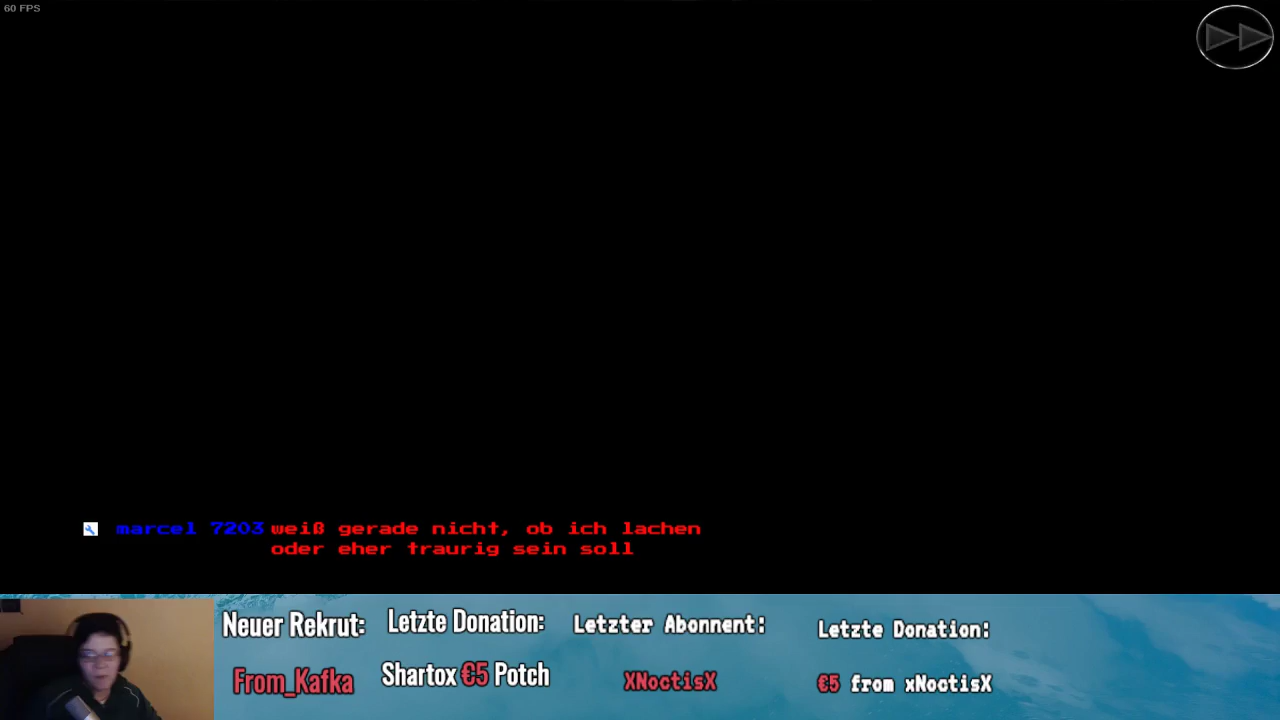 60 FPS
marcel 7203 weiß gerade nicht, ob ich lachen
oder eher traurig sein soll
Neuer Rekrut:
From_Kafka
Letzte Donation:
Shartox €5 Potch
Letzter Abonnent:
XNoctisX
Letzte Donation:
€5 from xNoctisX